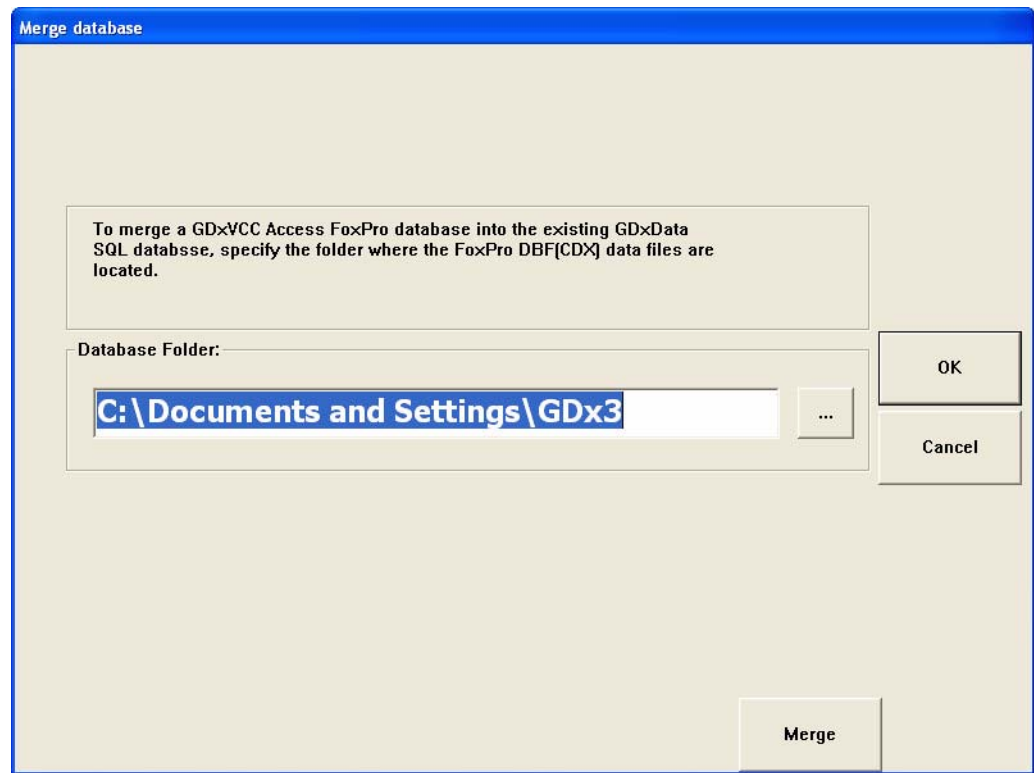 Merge database
To merge a GDxVCC Access FoxPro database into the existing GDxData
SQL databsse, specify the folder where the FoxPro DBF(CDX) data files are
located.
Database Folder:
C:\Documents and Settings\GDx3
...
OK
Cancel
Merge